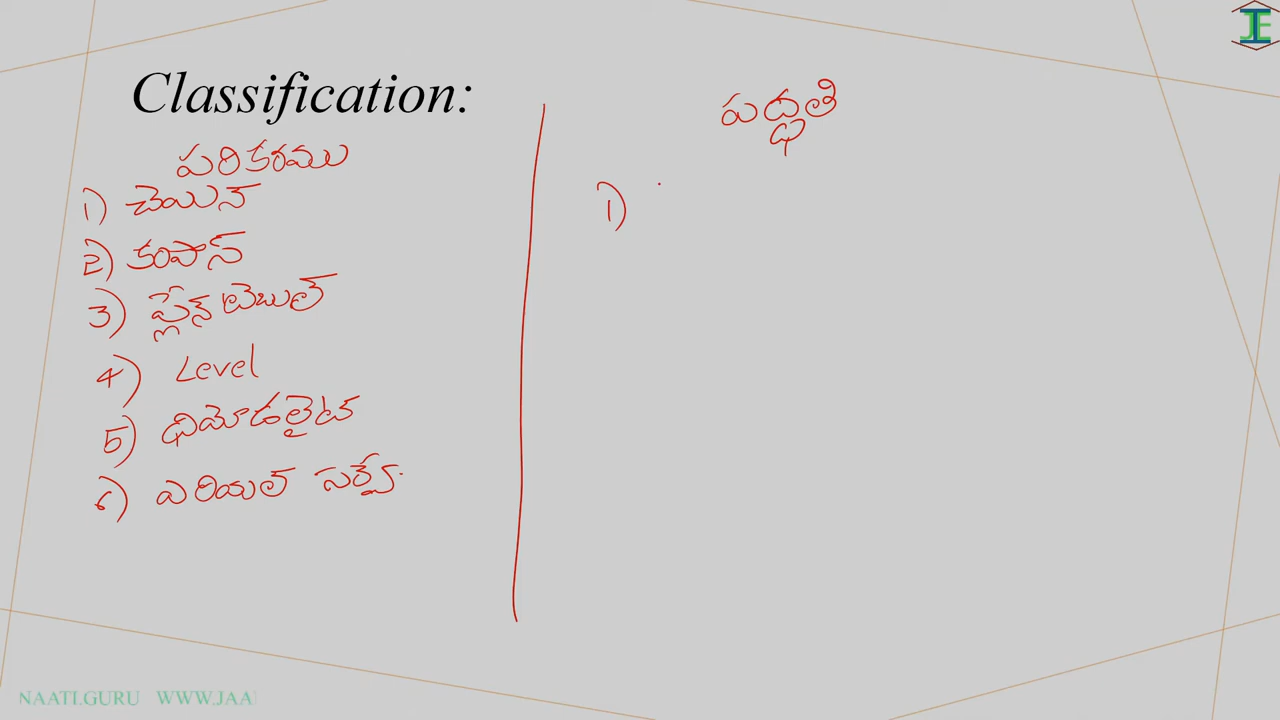 Classification:
పరికరము
1) చెయిన్
2) కంపాస్
3) ప్లేన్ టెబుల్
4) Level
5) థిమోడలైట్
6) ఎరియల్ సర్వే
పద్ధతి
1)
JE
NAATI.GURU WWW.JAA